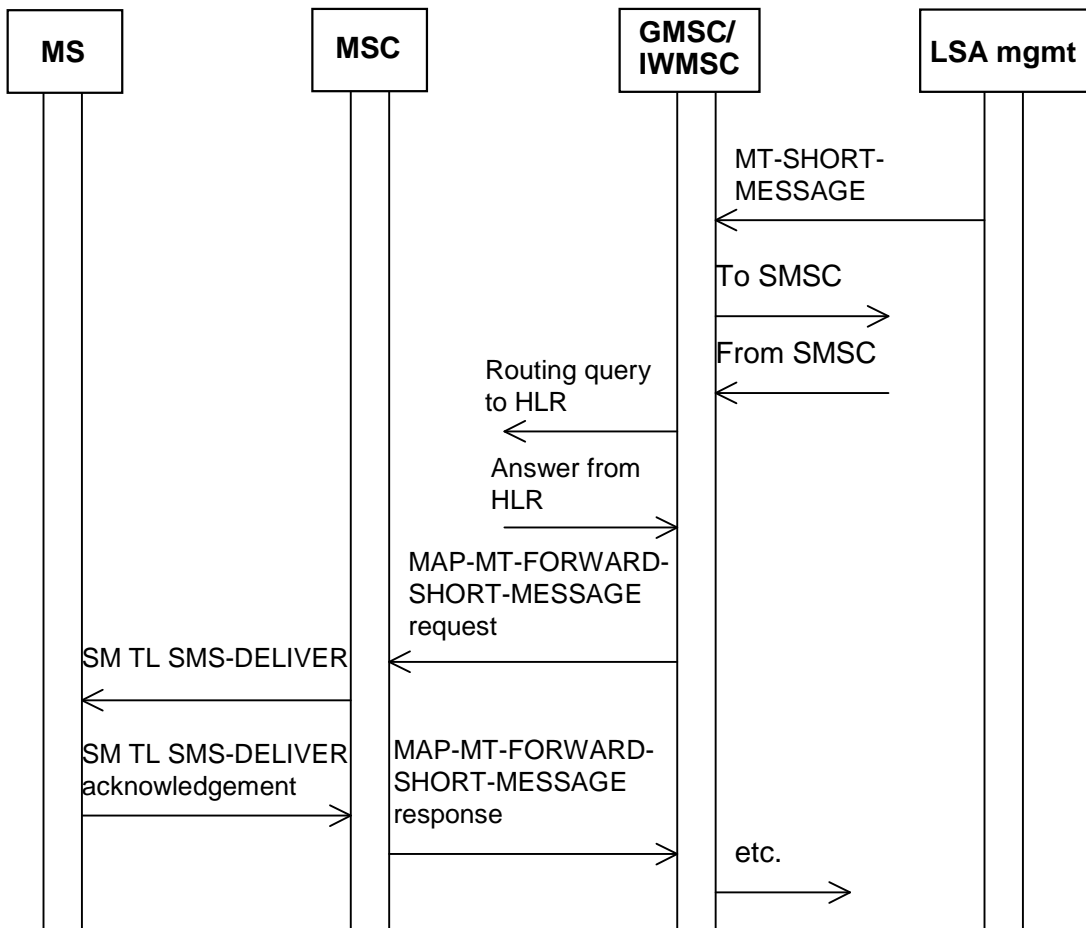 MS
MSC
GMSC/
IWMSC
LSA mgmt
MT-SHORT-
MESSAGE
To SMSC
From SMSC
Routing query
to HLR
Answer from
HLR
MAP-MT-FORWARD-
SHORT-MESSAGE
request
SM TL SMS-DELIVER
SM TL SMS-DELIVER
acknowledgement
MAP-MT-FORWARD-
SHORT-MESSAGE
response
etc.